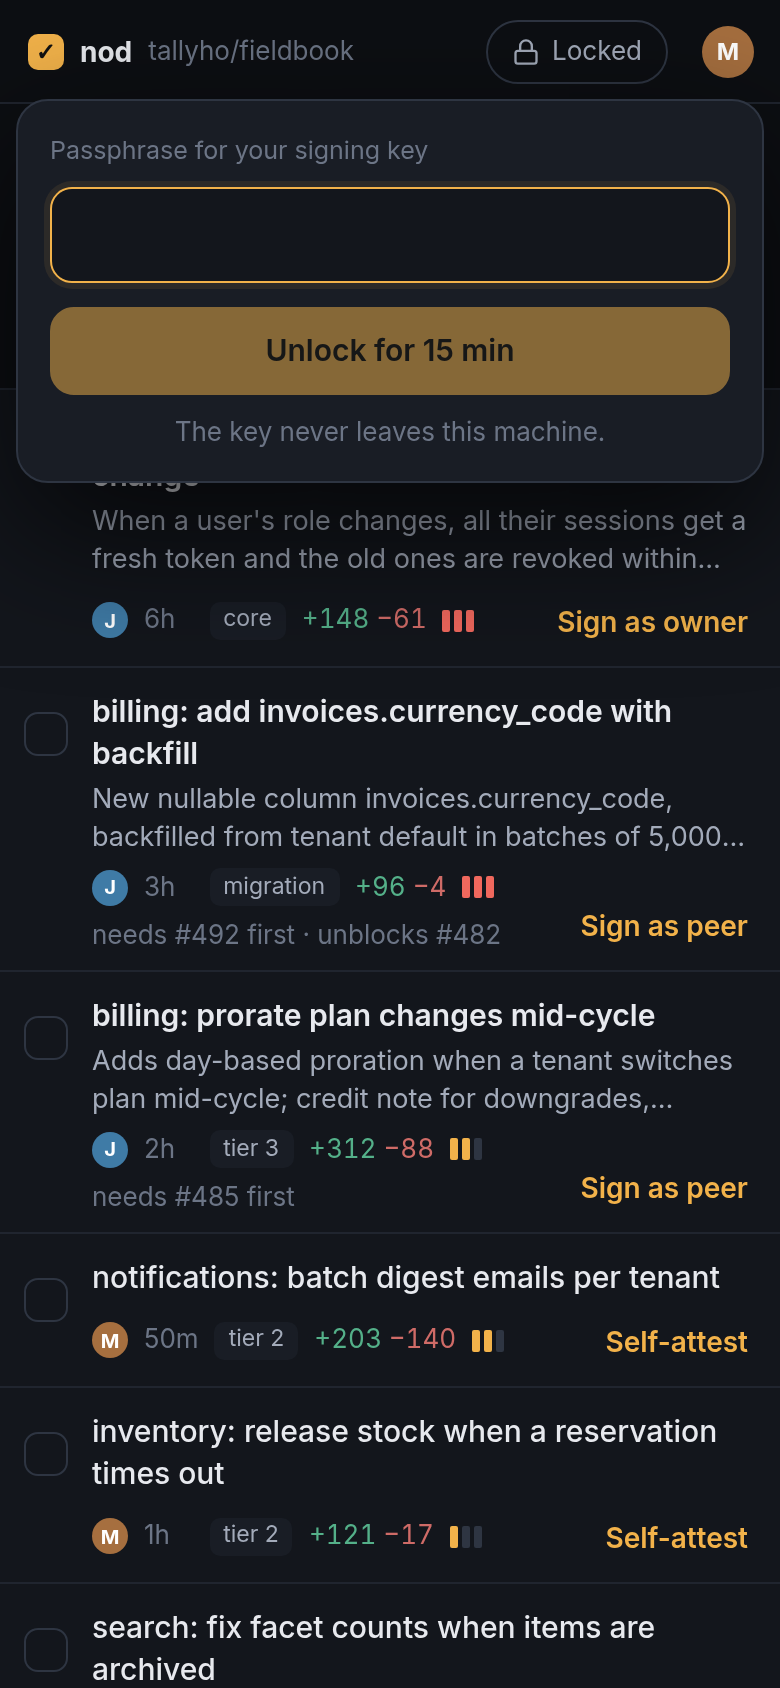 ✓ nod tallyho/fieldbook Locked M
Passphrase for your signing key
Unlock for 15 min
The key never leaves this machine.
change
When a user's role changes, all their sessions get a
fresh token and the old ones are revoked within...
J 6h core +148 −61 Sign as owner
billing: add invoices.currency_code with
backfill
New nullable column invoices.currency_code,
backfilled from tenant default in batches of 5,000...
J 3h migration +96 −4
needs #492 first · unblocks #482 Sign as peer
billing: prorate plan changes mid-cycle
Adds day-based proration when a tenant switches
plan mid-cycle; credit note for downgrades,...
J 2h tier 3 +312 −88
needs #485 first Sign as peer
notifications: batch digest emails per tenant
M 50m tier 2 +203 −140 Self-attest
inventory: release stock when a reservation
times out
M 1h tier 2 +121 −17 Self-attest
search: fix facet counts when items are
archived